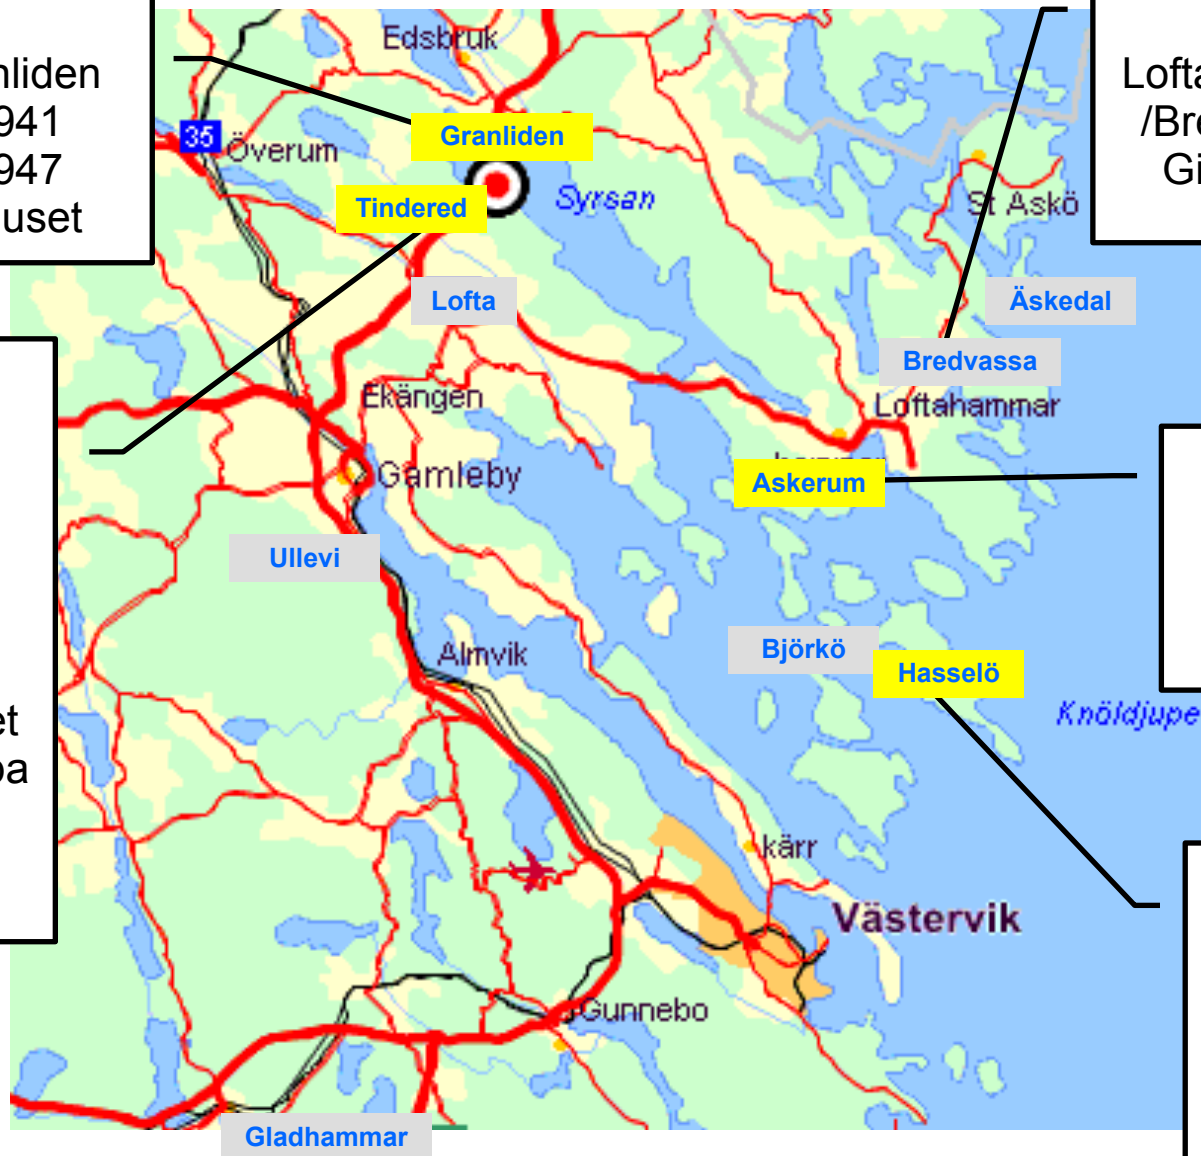 Edsbruk
nliden
941
947
uset
Lofta
/Bre
Gi
35
Överum
Granliden
Tindered
Syrsan
St Askö
Lofta
Äskedal
Bredvassa
Ekängen
Loftahammar
Gamleby
Askerum
Ullevi
Almvik
Björkö
Hasselö
Knöldjupe
et
pa
kärr
Västervik
Gunnebo
Gladhammar